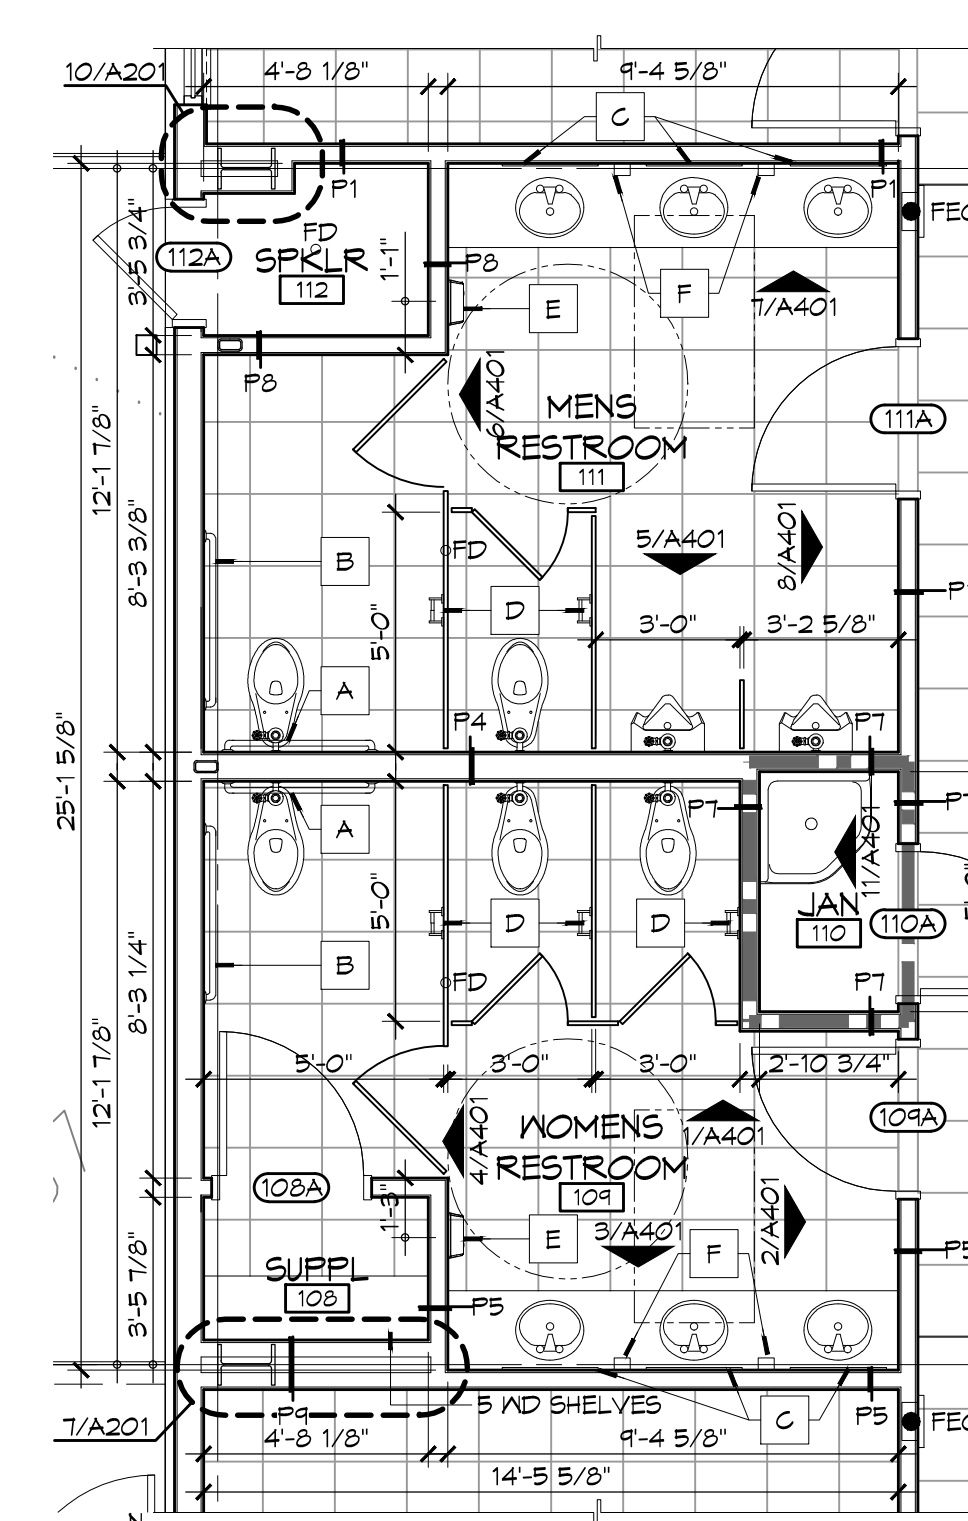 10/A201
4'-8 1/8"
9'-4 5/8"
C
P1
P1
3'-5 3/4"
FD
112A
SPKLR
112
1'-1"
P8
FEC
F
E
7/A401
P8
6/A401
MENS
RESTROOM
111
111A
12'-1 7/8"
8'-3 3/8"
B
FD
5/A401
8/A401
D
5'-0"
3'-0"
3'-2 5/8"
A
P4
P7
25'-1 5/8"
A
P7
11/A401
5'-0"
D
D
JAN
110
110A
8'-3 1/4"
B
FD
P7
12'-1 7/8"
5'-0"
3'-0"
3'-0"
2'-10 3/4"
4/A401
WOMENS
RESTROOM
109
1/A401
109A
108A
1'-3"
E
3/A401
2/A401
F
P5
3'-5 7/8"
SUPPL
108
P5
7/A201
P9
5 WD SHELVES
C
P5
FEC
4'-8 1/8"
9'-4 5/8"
14'-5 5/8"